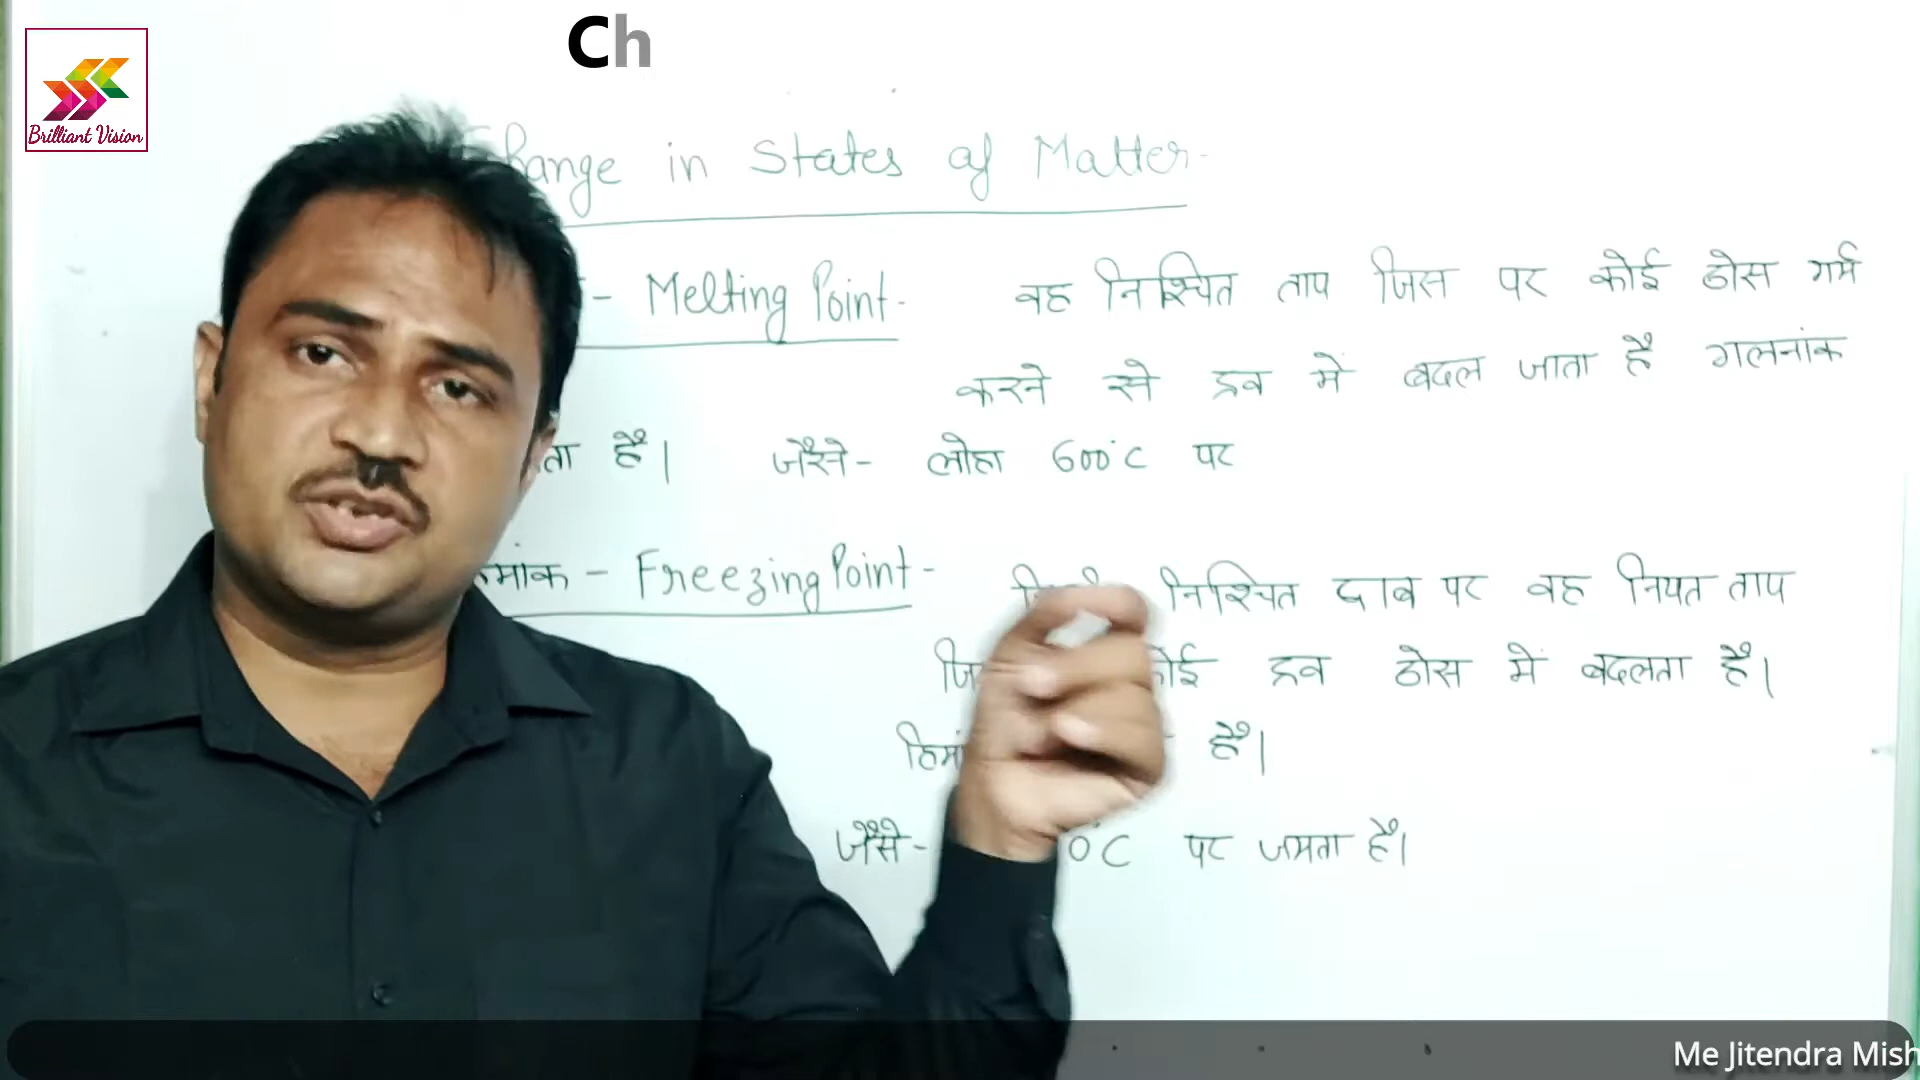 Ch
Brilliant Vision
hange in States of Matter-
- Melting Point- वह निश्चित ताप जिस पर कोई ठोस गर्म
करने से द्रव में बदल जाता है गलनांक
ता है। जैसे- लोहा 600°C पर
मांक - Freezing Point- निश्चित दाब पर वह नियत ताप
द्रव ठोस में बदलता है।
है।
जैसे- 0°C पर जमता है।
Me Jitendra Mish